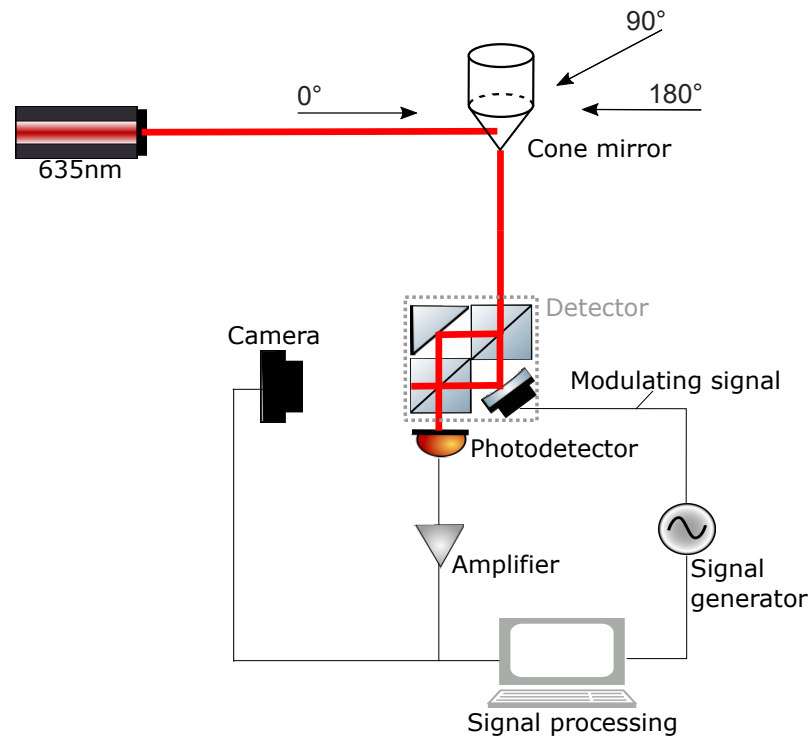 90°
0°
180°
Cone mirror
635nm
Detector
Camera
Modulating signal
Photodetector
Amplifier
Signal
generator
Signal processing